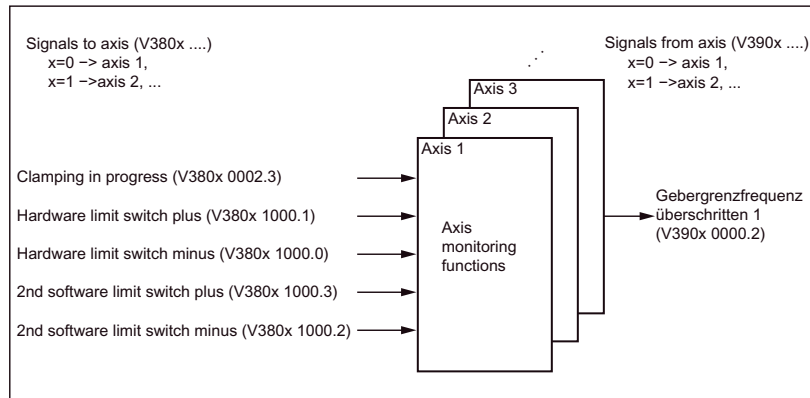 Signals to axis (V380x ....)
x=0 −> axis 1,
x=1 −>axis 2, ...
Signals from axis (V390x ....)
x=0 −> axis 1,
x=1 −>axis 2, ...
Axis 3
Axis 2
Axis 1
Clamping in progress (V380x 0002.3)
Hardware limit switch plus (V380x 1000.1)
Hardware limit switch minus (V380x 1000.0)
2nd software limit switch plus (V380x 1000.3)
2nd software limit switch minus (V380x 1000.2)
Axis
monitoring
functions
Gebergrenzfrequenz
überschritten 1
(V390x 0000.2)